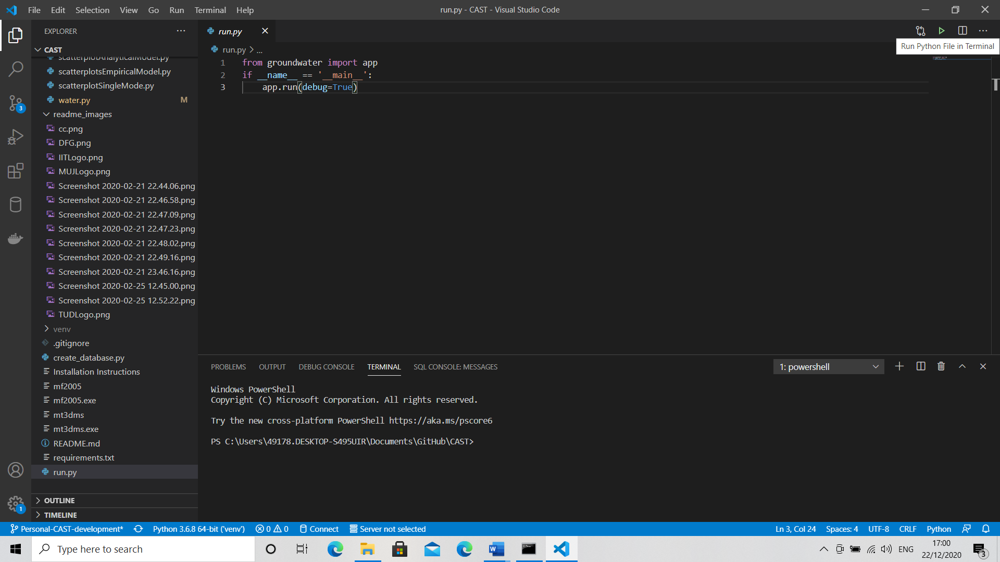 File Edit Selection View Go Run Terminal Help
run.py - CAST - Visual Studio Code
EXPLORER
run.py
Run Python File in Terminal
CAST
run.py > ...
scatterplotAnalyticalModel.py
scatterplotsEmpiricalModel.py
scatterplotSingleMode.py
water.py M
readme_images
cc.png
DFG.png
IITLogo.png
MUJLogo.png
Screenshot 2020-02-21 22.44.06.png
Screenshot 2020-02-21 22.46.58.png
Screenshot 2020-02-21 22.47.09.png
Screenshot 2020-02-21 22.47.23.png
Screenshot 2020-02-21 22.48.02.png
Screenshot 2020-02-21 22.49.16.png
Screenshot 2020-02-21 23.46.16.png
Screenshot 2020-02-25 12.45.00.png
Screenshot 2020-02-25 12.52.22.png
TUDLogo.png
venv
.gitignore
create_database.py
Installation Instructions
mf2005
mf2005.exe
mt3dms
mt3dms.exe
README.md
requirements.txt
run.py
OUTLINE
TIMELINE
3
1
1 from groundwater import app
2 if __name__ == '__main__':
3 app.run(debug=True)
PROBLEMS OUTPUT DEBUG CONSOLE TERMINAL SQL CONSOLE: MESSAGES
1: powershell
Windows PowerShell
Copyright (C) Microsoft Corporation. All rights reserved.
Try the new cross-platform PowerShell https://aka.ms/pscore6
PS C:\Users\49178.DESKTOP-S495UIR\Documents\GitHub\CAST>
Personal-CAST-development* Python 3.6.8 64-bit ('venv') 0 0 Connect Server not selected
Ln 3, Col 24 Spaces: 4 UTF-8 CRLF Python
Type here to search
ENG
17:00
22/12/2020
3